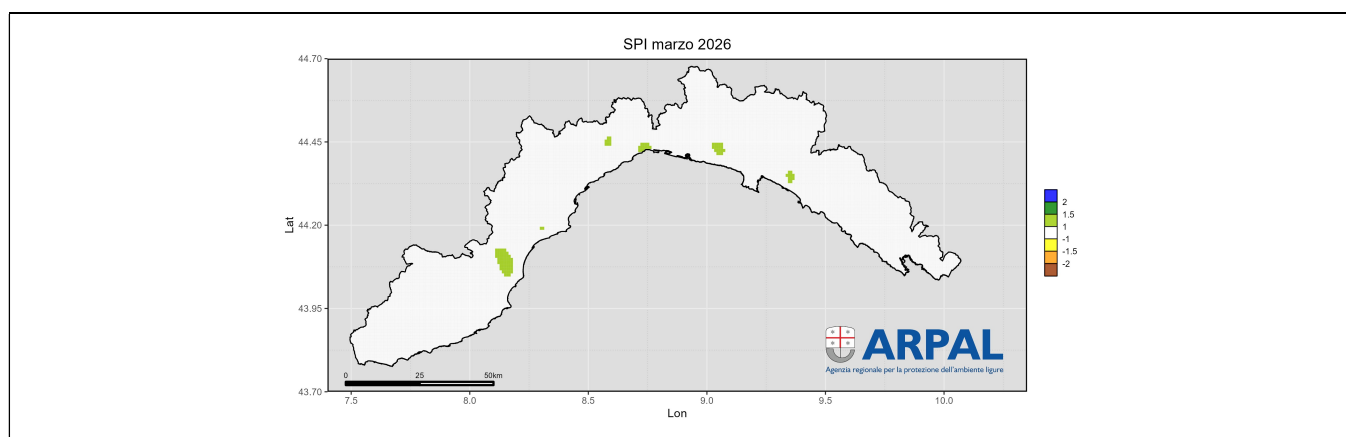 SPI marzo 2026
44.70
44.45
44.20
43.95
43.70
Lat
2
1.5
1
-1
-1.5
-2
ARPAL
Agenzia regionale per la protezione dell'ambiente ligure
0 25 50km
7.5 8.0 8.5 9.0 9.5 10.0
Lon